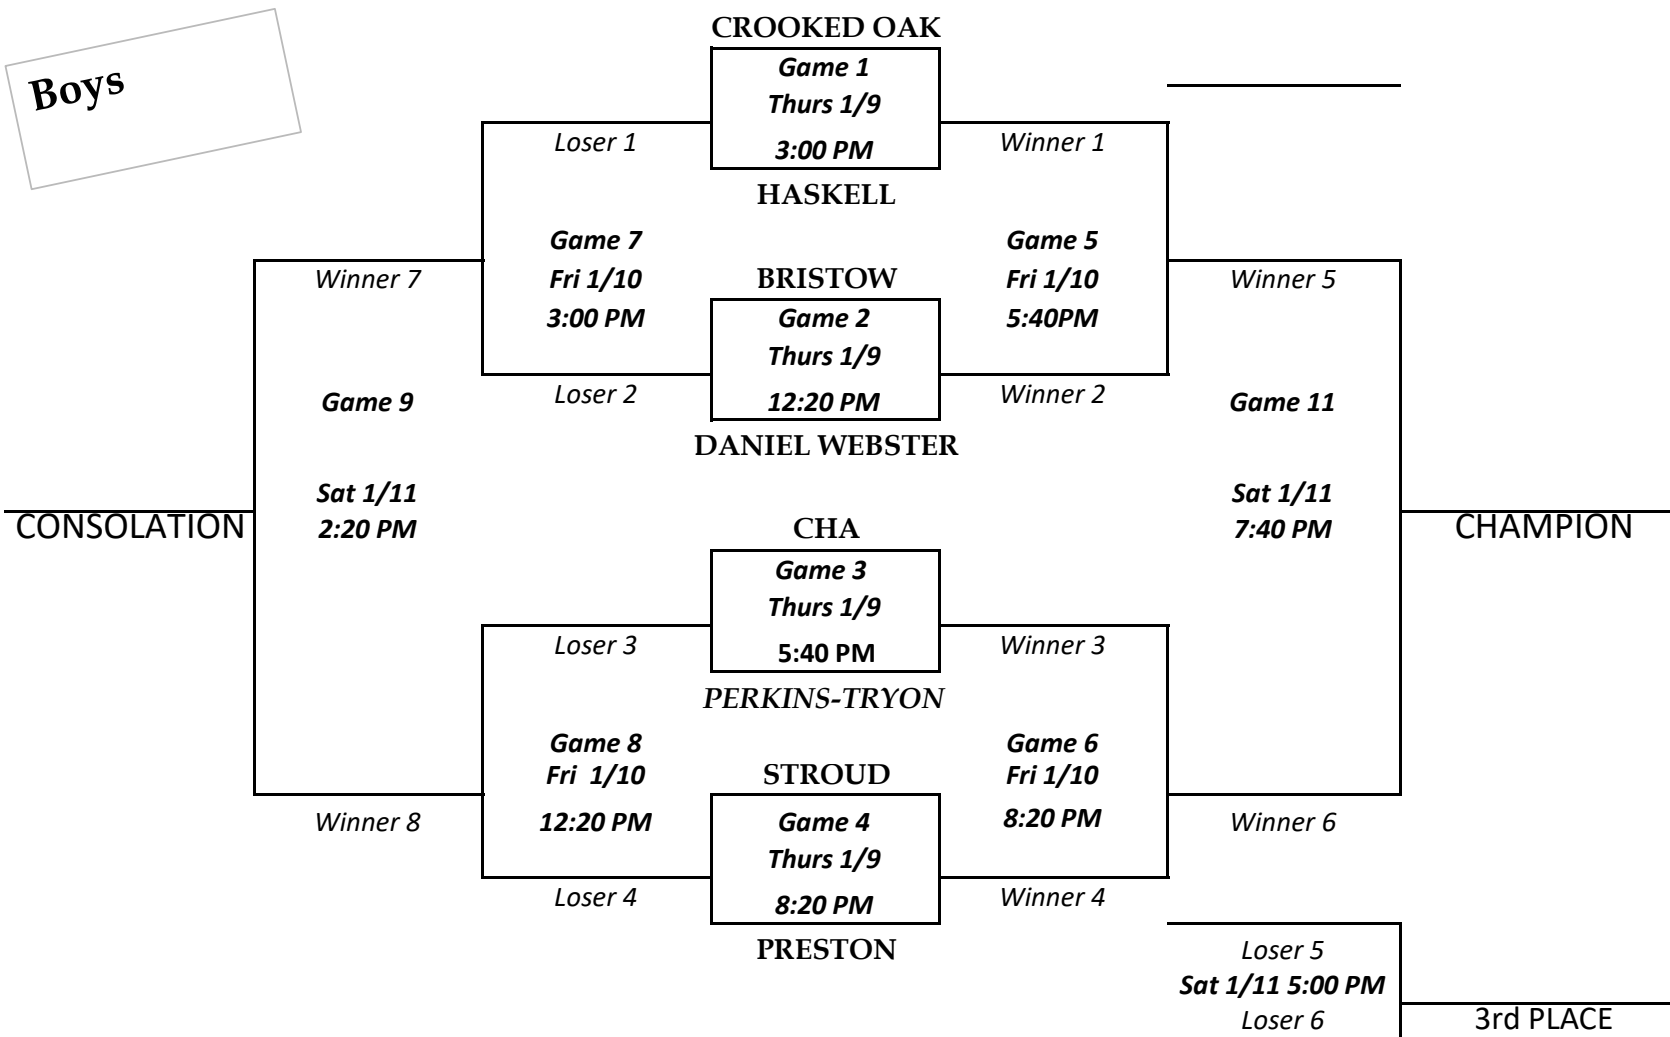 Boys
CROOKED OAK
Game 1
Thurs 1/9
3:00 PM
Loser 1
Winner 1
HASKELL
Game 7
Fri 1/10
3:00 PM
Game 5
Fri 1/10
5:40PM
Winner 7
BRISTOW
Winner 5
Game 2
Thurs 1/9
12:20 PM
Loser 2
Winner 2
Game 9
Game 11
DANIEL WEBSTER
Sat 1/11
2:20 PM
Sat 1/11
7:40 PM
CONSOLATION
CHAMPION
CHA
Game 3
Thurs 1/9
5:40 PM
Loser 3
Winner 3
PERKINS-TRYON
Game 8
Fri 1/10
12:20 PM
Game 6
Fri 1/10
8:20 PM
STROUD
Winner 8
Winner 6
Game 4
Thurs 1/9
8:20 PM
Loser 4
Winner 4
PRESTON
Loser 5
Sat 1/11 5:00 PM
Loser 6
3rd PLACE